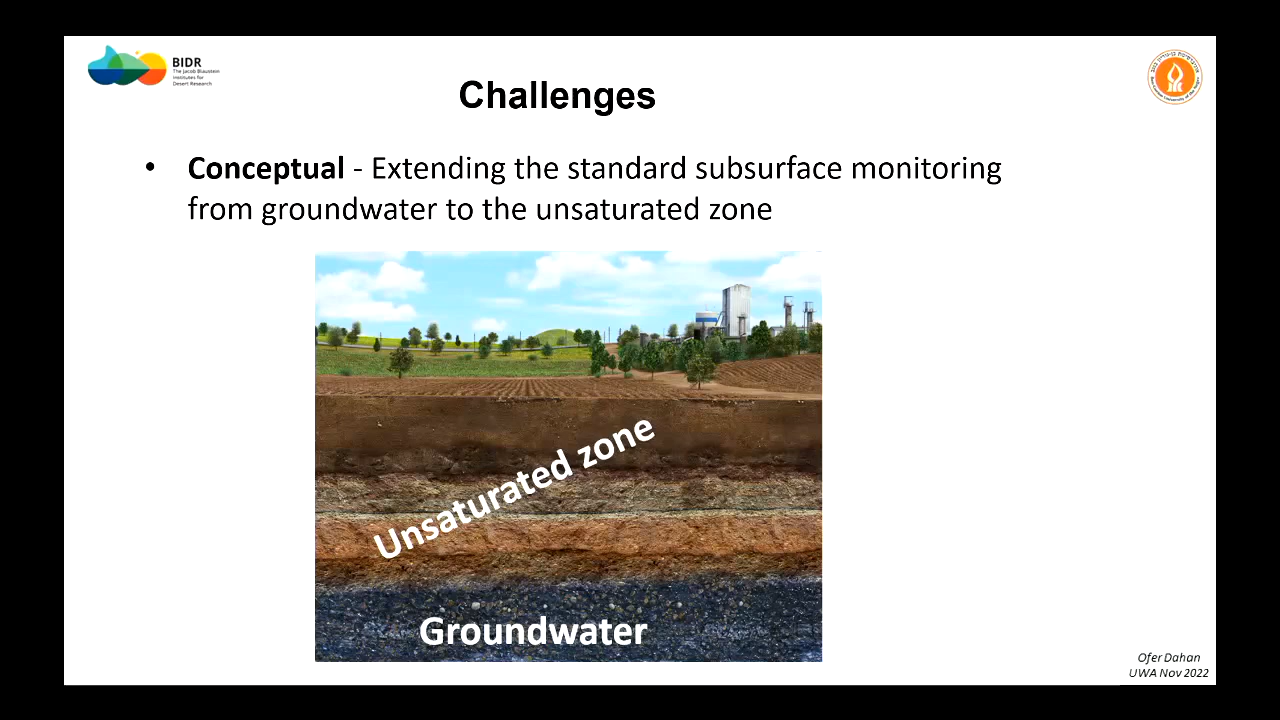 BIDR
The Jacob Blaustein
Institutes for
Desert Research
Challenges
• Conceptual - Extending the standard subsurface monitoring
from groundwater to the unsaturated zone
Unsaturated zone
Groundwater
Ofer Dahan
UWA Nov 2022